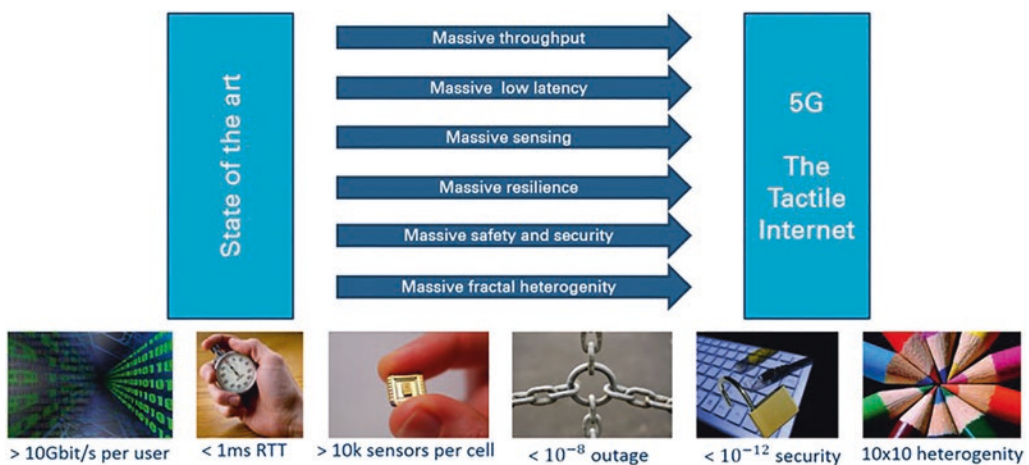 State of the art
Massive throughput
Massive low latency
Massive sensing
Massive resilience
Massive safety and security
Massive fractal heterogenity
5G
The
Tactile
Internet
> 10Gbit/s per user
< 1ms RTT
> 10k sensors per cell
< 10⁻⁸ outage
< 10⁻¹² security
10x10 heterogenity